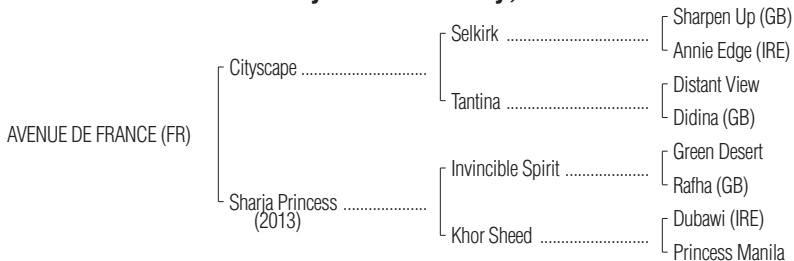 Sharpen Up (GB)
Selkirk ....................................
Annie Edge (IRE)
Cityscape ................................
Distant View
Tantina ....................................
Didina (GB)
AVENUE DE FRANCE (FR)
Green Desert
Invincible Spirit .....................
Rafha (GB)
Sharja Princess .....................
(2013)
Dubawi (IRE)
Khor Sheed ...........................
Princess Manila